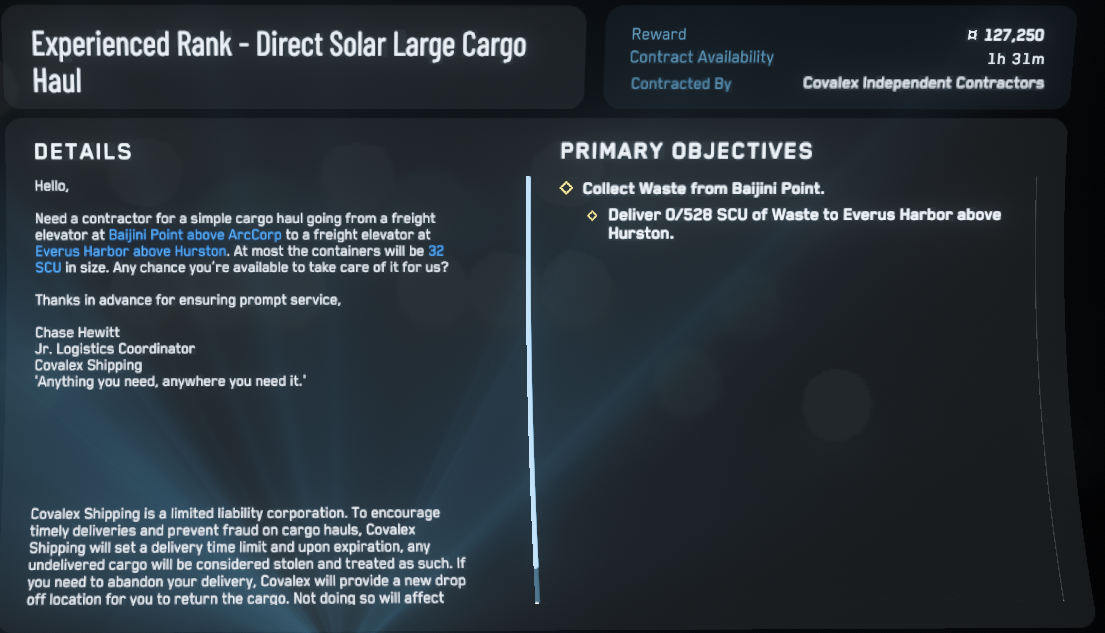 Experienced Rank - Direct Solar Large Cargo
Haul
Reward
¤ 127,250
Contract Availability
1h 31m
Contracted By
Covalex Independent Contractors
DETAILS
Hello,
Need a contractor for a simple cargo haul going from a freight
elevator at Baijini Point above ArcCorp to a freight elevator at
Everus Harbor above Hurston. At most the containers will be 32
SCU in size. Any chance you're available to take care of it for us?
Thanks in advance for ensuring prompt service,
Chase Hewitt
Jr. Logistics Coordinator
Covalex Shipping
'Anything you need, anywhere you need it.'
Covalex Shipping is a limited liability corporation. To encourage
timely deliveries and prevent fraud on cargo hauls, Covalex
Shipping will set a delivery time limit and upon expiration, any
undelivered cargo will be considered stolen and treated as such. If
you need to abandon your delivery, Covalex will provide a new drop
off location for you to return the cargo. Not doing so will affect
PRIMARY OBJECTIVES
Collect Waste from Baijini Point.
Deliver 0/528 SCU of Waste to Everus Harbor above
Hurston.